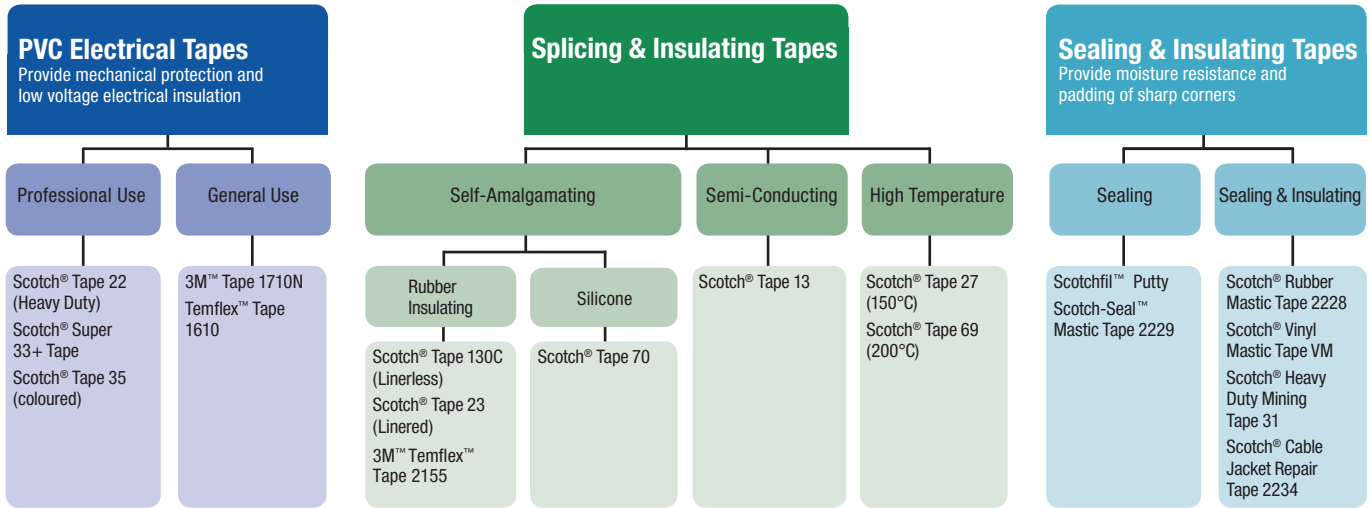 PVC Electrical Tapes
Provide mechanical protection and
low voltage electrical insulation
Professional Use
Scotch® Tape 22
(Heavy Duty)
Scotch® Super
33+ Tape
Scotch® Tape 35
(coloured)
General Use
3M™ Tape 1710N
Temflex™ Tape
1610
Splicing & Insulating Tapes
Self-Amalgamating
Rubber
Insulating
Scotch® Tape 130C
(Linerless)
Scotch® Tape 23
(Linered)
3M™ Temflex™
Tape 2155
Silicone
Scotch® Tape 70
Semi-Conducting
Scotch® Tape 13
High Temperature
Scotch® Tape 27
(150°C)
Scotch® Tape 69
(200°C)
Sealing & Insulating Tapes
Provide moisture resistance and
padding of sharp corners
Sealing
Scotchfil™ Putty
Scotch-Seal™
Mastic Tape 2229
Sealing & Insulating
Scotch® Rubber
Mastic Tape 2228
Scotch® Vinyl
Mastic Tape VM
Scotch® Heavy
Duty Mining
Tape 31
Scotch® Cable
Jacket Repair
Tape 2234